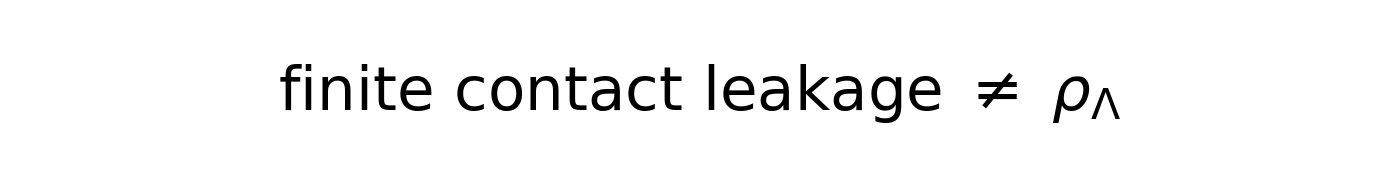 finite contact leakage ≠ ρ_Λ